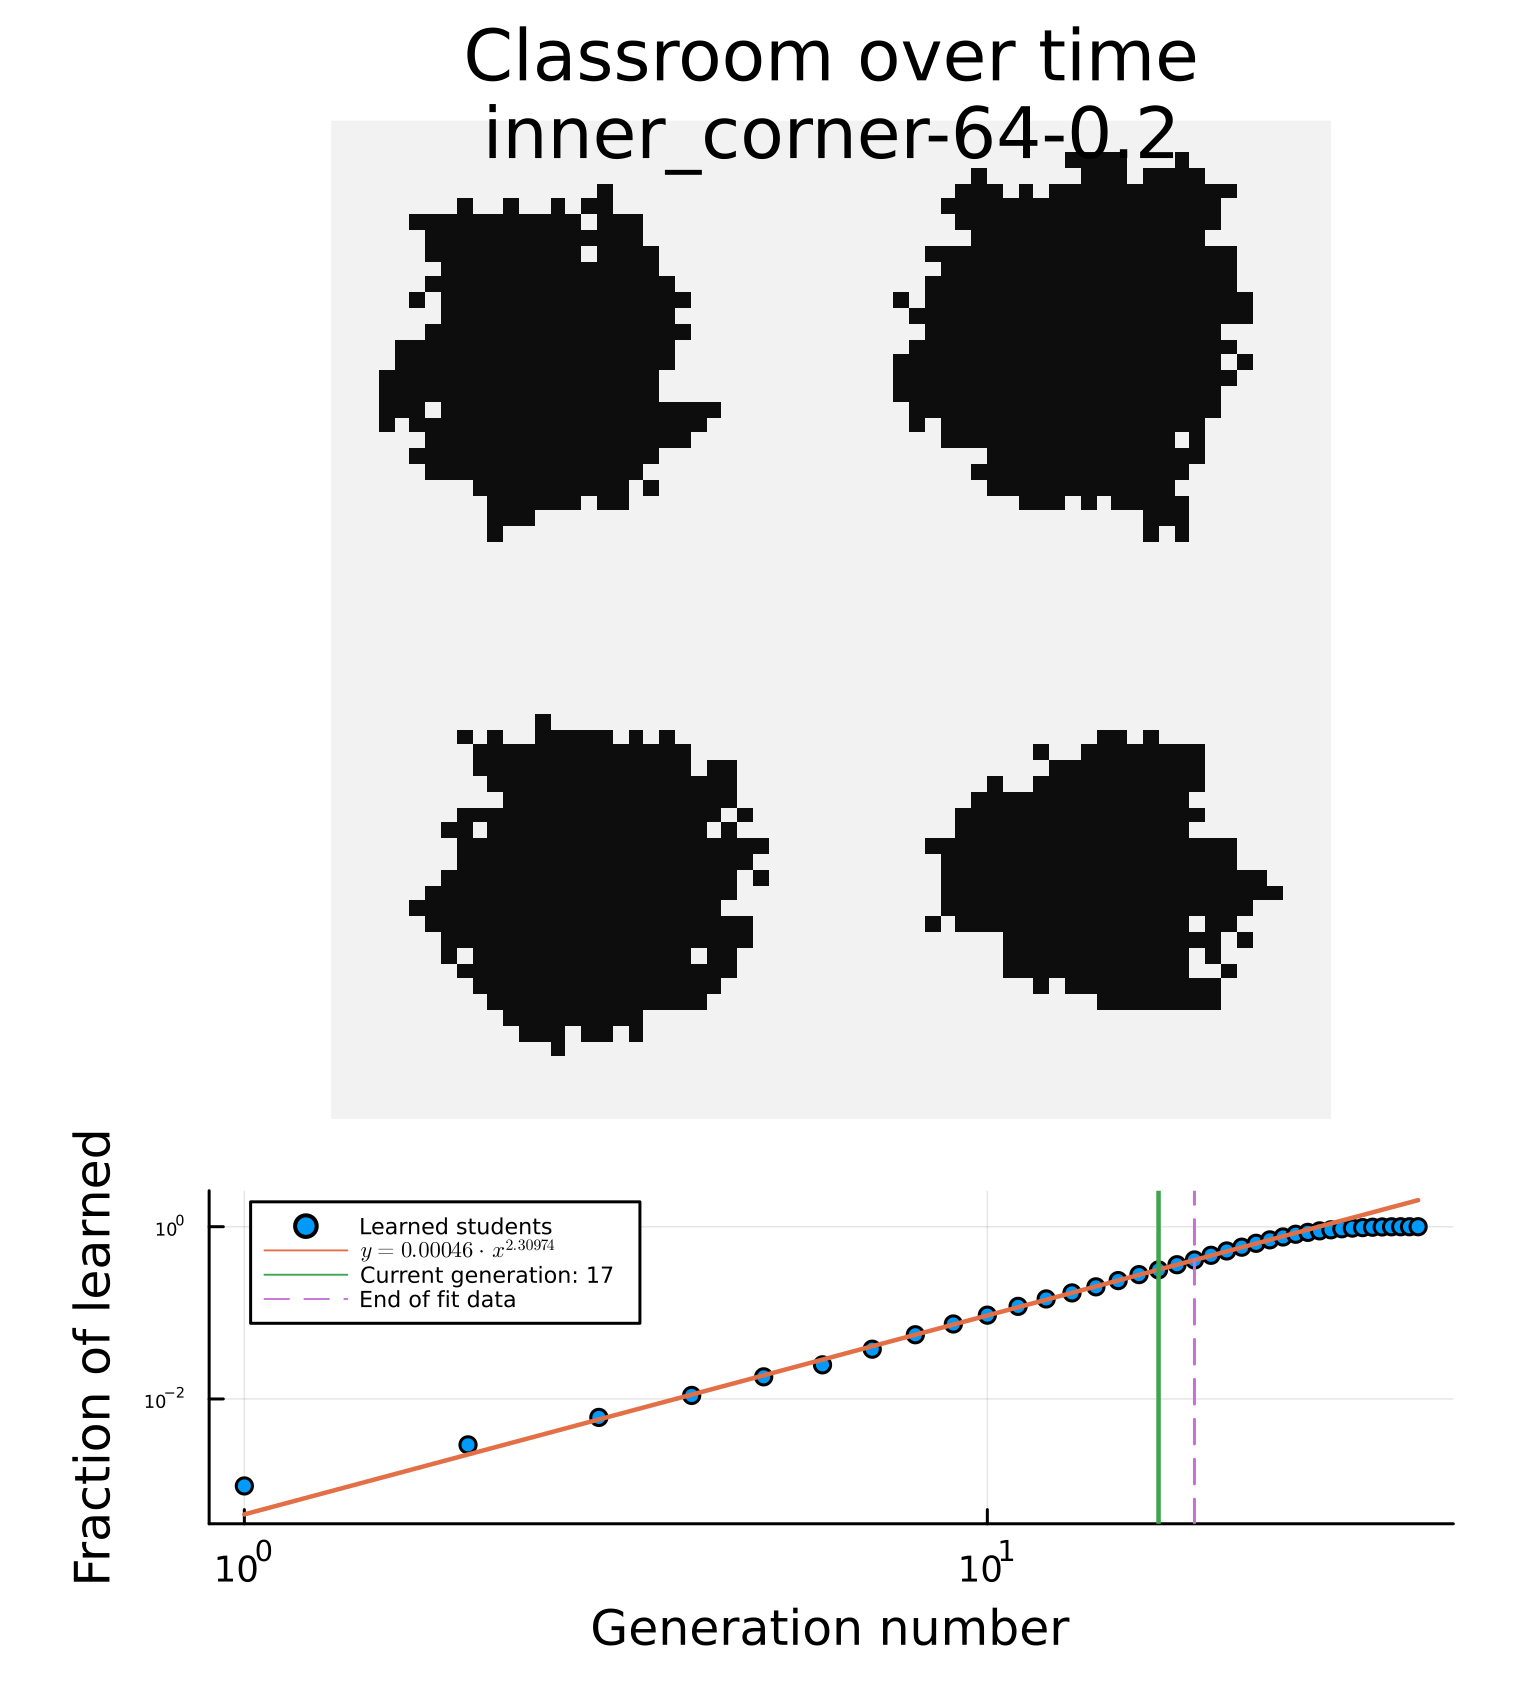 Classroom over time
inner_corner-64-0.2
Fraction of learned
10^0
10^-2
Learned students
y = 0.00046 · x^2.30974
Current generation: 17
End of fit data
10^0
10^1
Generation number